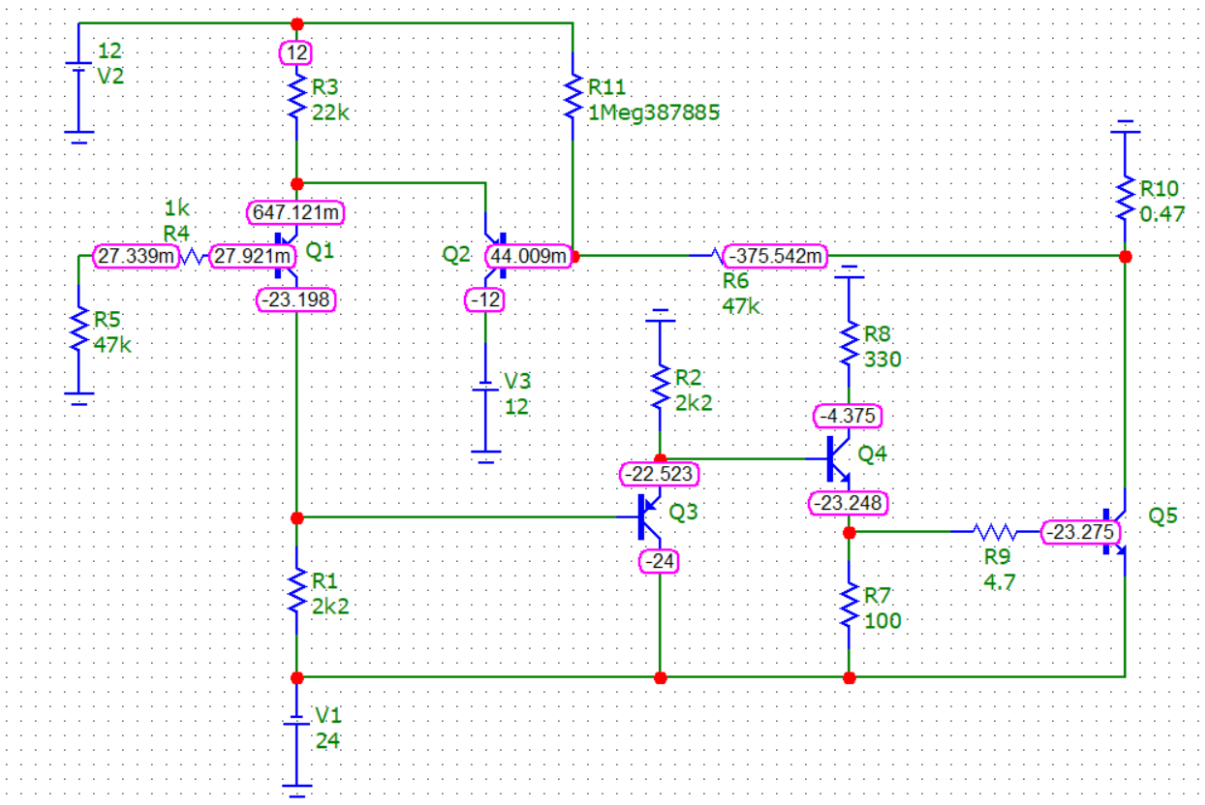 12
V2
12
R3
22k
R11
1Meg387885
R10
0.47
1k
R4
647.121m
27.339m
27.921m
Q1
Q2
44.009m
-375.542m
R6
47k
-23.198
-12
R5
47k
V3
12
R2
2k2
R8
330
-4.375
Q4
-22.523
Q3
-23.248
-23.275
Q5
R9
4.7
-24
R1
2k2
R7
100
V1
24